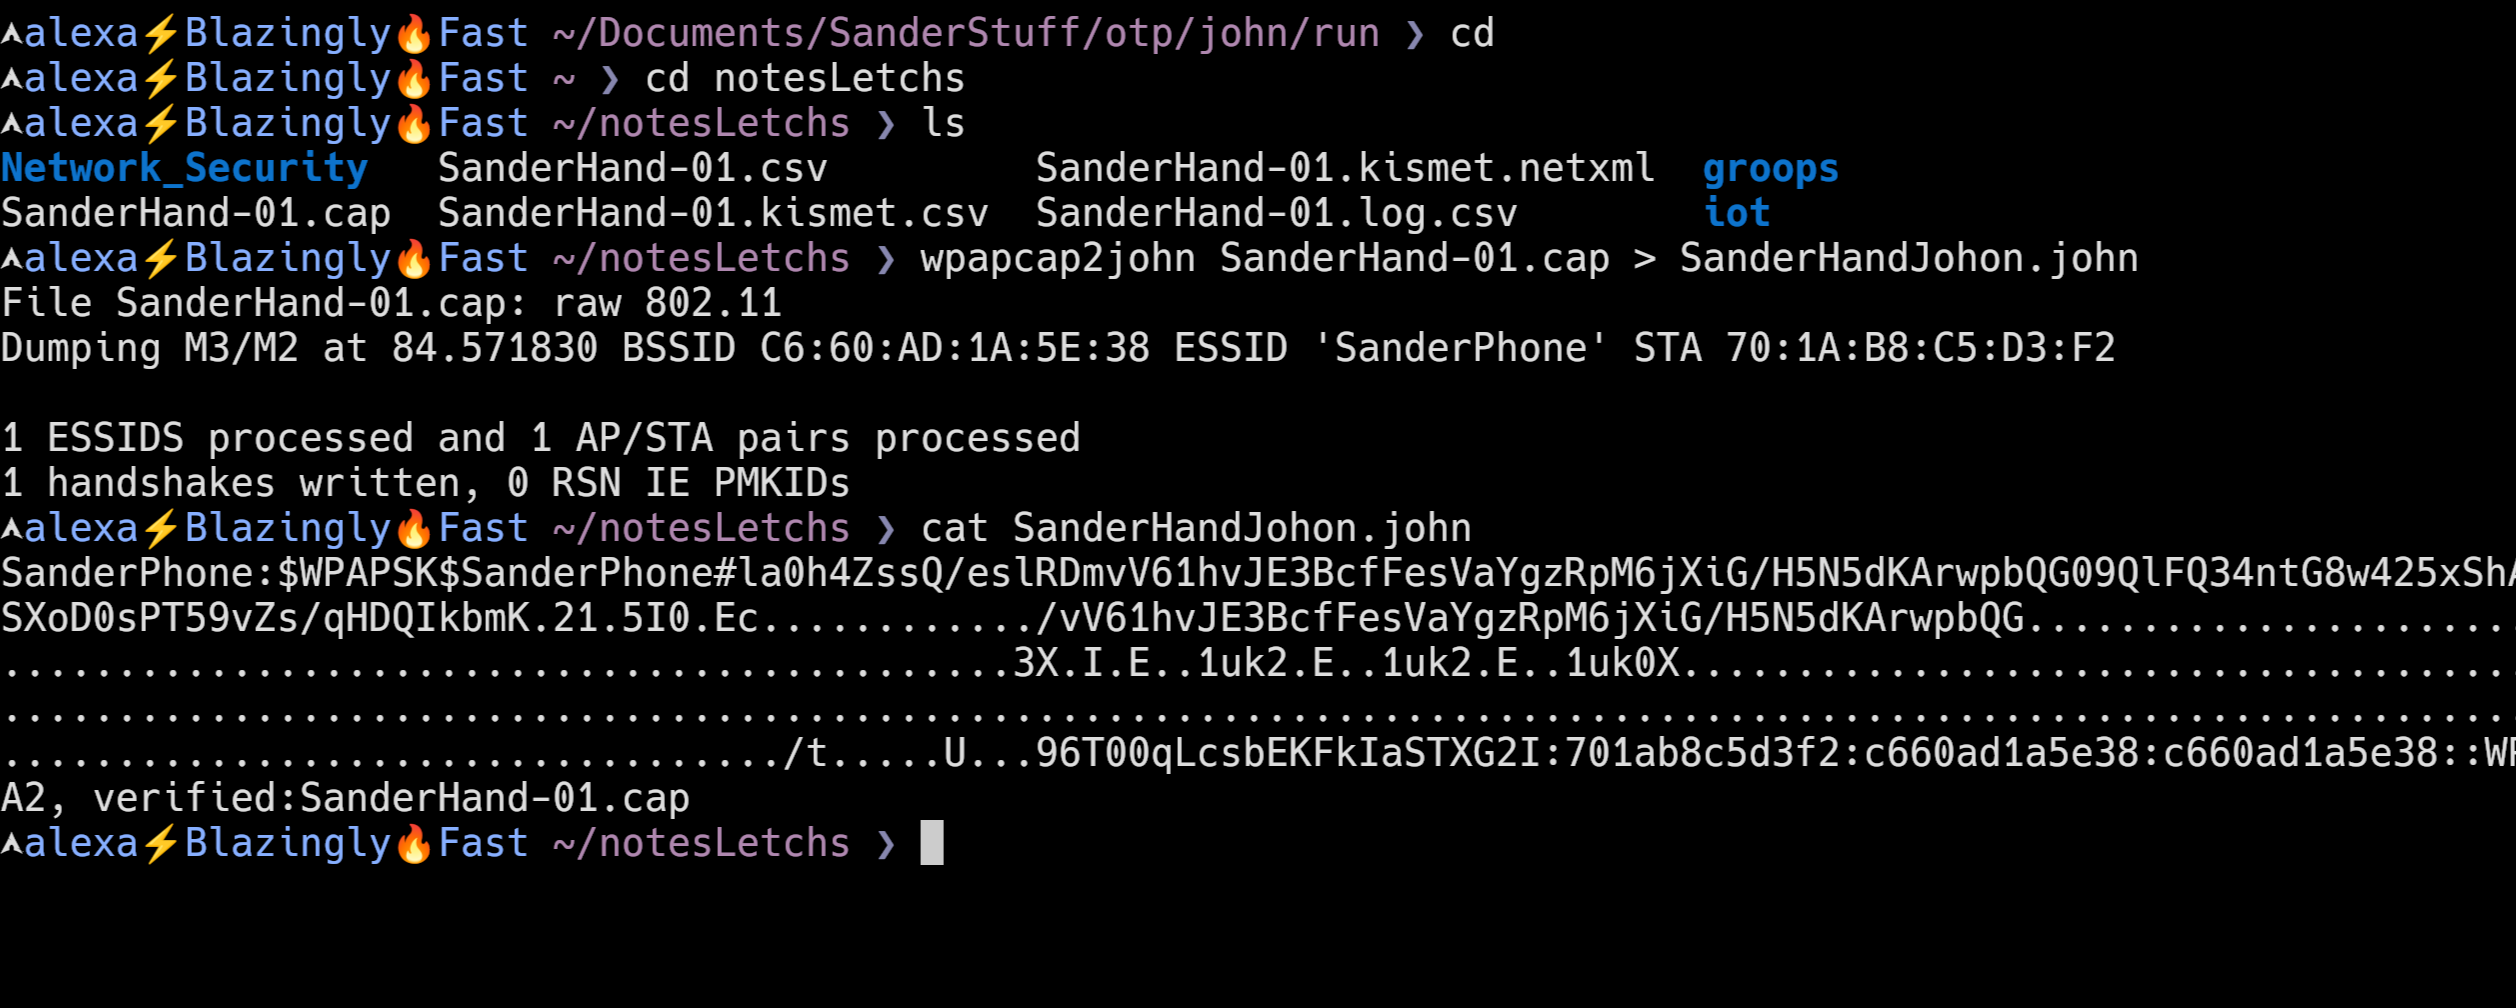 alexa⚡Blazingly🔥Fast ~/Documents/SanderStuff/otp/john/run ❯ cd
alexa⚡Blazingly🔥Fast ~ ❯ cd notesLetchs
alexa⚡Blazingly🔥Fast ~/notesLetchs ❯ ls
Network_Security   SanderHand-01.csv         SanderHand-01.kismet.netxml  groops
SanderHand-01.cap  SanderHand-01.kismet.csv  SanderHand-01.log.csv        iot
alexa⚡Blazingly🔥Fast ~/notesLetchs ❯ wpapcap2john SanderHand-01.cap > SanderHandJohon.john
File SanderHand-01.cap: raw 802.11
Dumping M3/M2 at 84.571830 BSSID C6:60:AD:1A:5E:38 ESSID 'SanderPhone' STA 70:1A:B8:C5:D3:F2
1 ESSIDS processed and 1 AP/STA pairs processed
1 handshakes written, 0 RSN IE PMKIDs
alexa⚡Blazingly🔥Fast ~/notesLetchs ❯ cat SanderHandJohon.john
SanderPhone:$WPAPSK$SanderPhone#la0h4ZssQ/eslRDmvV61hvJE3BcfFesVaYgzRpM6jXiG/H5N5dKArwpbQG09QlFQ34ntG8w425xShA
SXoD0sPT59vZs/qHDQIkbmK.21.5I0.Ec............/vV61hvJE3BcfFesVaYgzRpM6jXiG/H5N5dKArwpbQG.....................
............................................3X.I.E..1uk2.E..1uk2.E..1uk0X....................................
.............................................................................................................
................................../t.....U...96T00qLcsbEKFkIaSTXG2I:701ab8c5d3f2:c660ad1a5e38:c660ad1a5e38::WP
A2, verified:SanderHand-01.cap
alexa⚡Blazingly🔥Fast ~/notesLetchs ❯